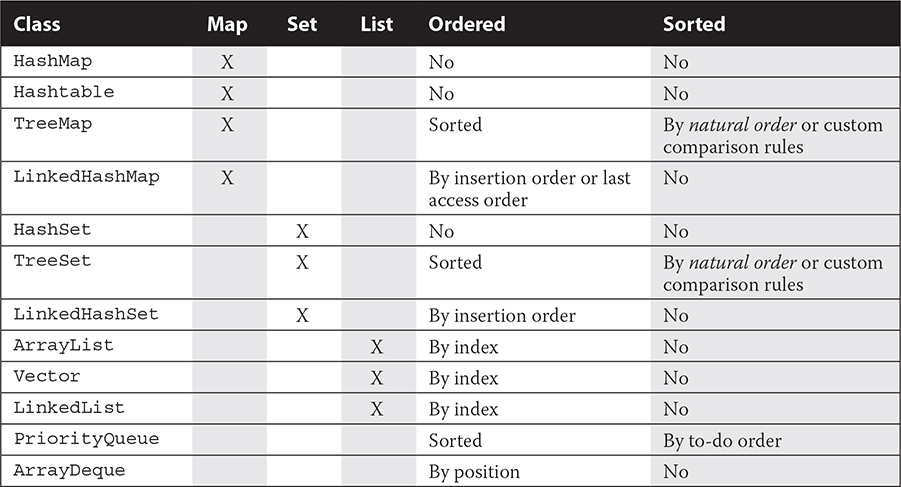 Class Map Set List Ordered Sorted
HashMap X No No
Hashtable X No No
TreeMap X Sorted By natural order or custom
comparison rules
LinkedHashMap X By insertion order or last No
access order
HashSet X No No
TreeSet X Sorted By natural order or custom
comparison rules
LinkedHashSet X By insertion order No
ArrayList X By index No
Vector X By index No
LinkedList X By index No
PriorityQueue Sorted By to-do order
ArrayDeque By position No